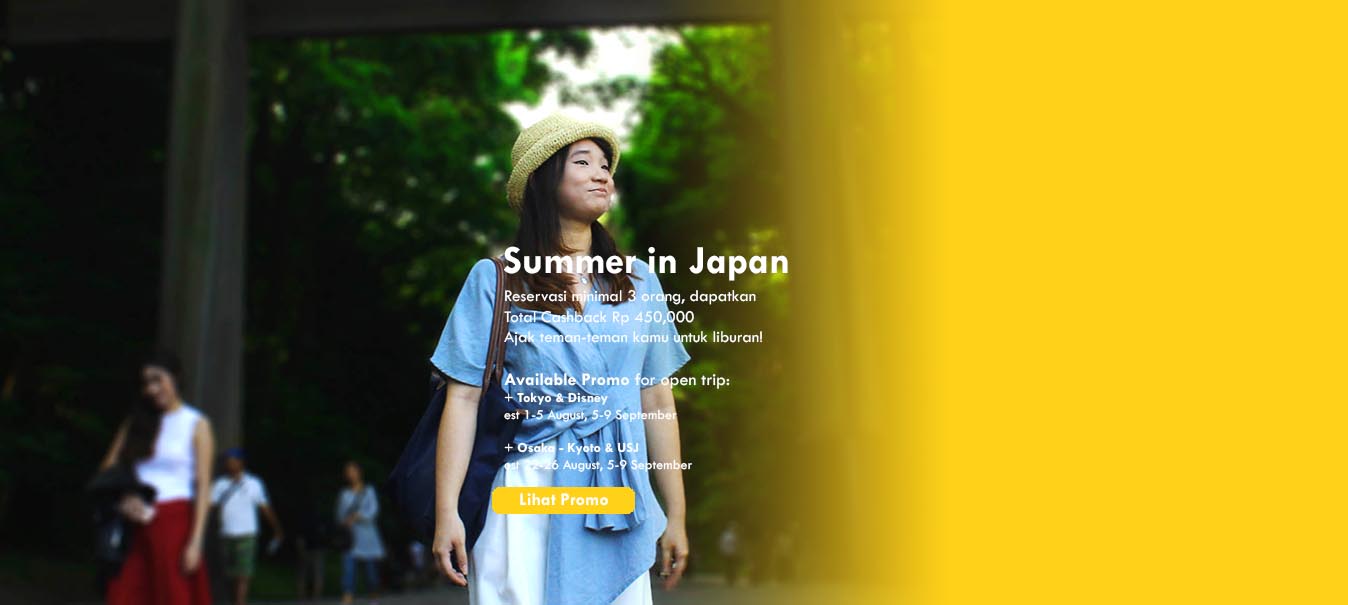 Summer in Japan
Reservasi minimal 3 orang, dapatkan
Total Cashback Rp 450,000
Ajak teman-teman kamu untuk liburan!
Available Promo for open trip:
+ Tokyo & Disney
est 1-5 August, 5-9 September
+ Osaka - Kyoto & USJ
est 22-26 August, 5-9 September
Lihat Promo